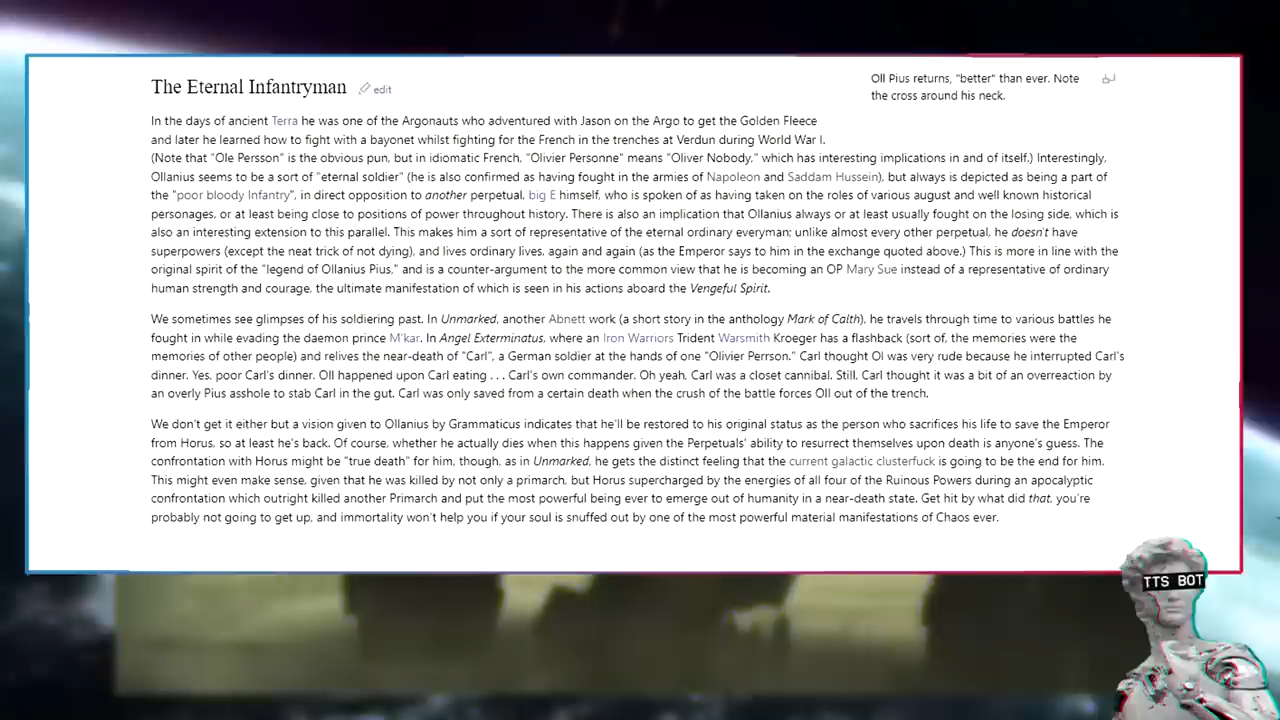 The Eternal Infantryman edit
Oll Pius returns, "better" than ever. Note
the cross around his neck.
In the days of ancient Terra he was one of the Argonauts who adventured with Jason on the Argo to get the Golden Fleece
and later he learned how to fight with a bayonet whilst fighting for the French in the trenches at Verdun during World War I.
(Note that "Ole Persson" is the obvious pun, but in idiomatic French, "Olivier Personne" means "Oliver Nobody," which has interesting implications in and of itself.) Interestingly,
Ollanius seems to be a sort of "eternal soldier" (he is also confirmed as having fought in the armies of Napoleon and Saddam Hussein), but always is depicted as being a part of
the "poor bloody Infantry", in direct opposition to another perpetual, big E himself, who is spoken of as having taken on the roles of various august and well known historical
personages, or at least being close to positions of power throughout history. There is also an implication that Ollanius always or at least usually fought on the losing side, which is
also an interesting extension to this parallel. This makes him a sort of representative of the eternal ordinary everyman; unlike almost every other perpetual, he doesn't have
superpowers (except the neat trick of not dying), and lives ordinary lives, again and again (as the Emperor says to him in the exchange quoted above.) This is more in line with the
original spirit of the "legend of Ollanius Pius," and is a counter-argument to the more common view that he is becoming an OP Mary Sue instead of a representative of ordinary
human strength and courage, the ultimate manifestation of which is seen in his actions aboard the Vengeful Spirit.
We sometimes see glimpses of his soldiering past. In Unmarked, another Abnett work (a short story in the anthology Mark of Calth), he travels through time to various battles he
fought in while evading the daemon prince M'kar. In Angel Exterminatus, where an Iron Warriors Trident Warsmith Kroeger has a flashback (sort of, the memories were the
memories of other people) and relives the near-death of "Carl", a German soldier at the hands of one "Olivier Perrson." Carl thought Ol was very rude because he interrupted Carl's
dinner. Yes, poor Carl's dinner. Oll happened upon Carl eating . . . Carl's own commander. Oh yeah, Carl was a closet cannibal. Still, Carl thought it was a bit of an overreaction by
an overly Pius asshole to stab Carl in the gut. Carl was only saved from a certain death when the crush of the battle forces Oll out of the trench.
We don't get it either but a vision given to Ollanius by Grammaticus indicates that he'll be restored to his original status as the person who sacrifices his life to save the Emperor
from Horus, so at least he's back. Of course, whether he actually dies when this happens given the Perpetuals' ability to resurrect themselves upon death is anyone's guess. The
confrontation with Horus might be "true death" for him, though, as in Unmarked, he gets the distinct feeling that the current galactic clusterfuck is going to be the end for him.
This might even make sense, given that he was killed by not only a primarch, but Horus supercharged by the energies of all four of the Ruinous Powers during an apocalyptic
confrontation which outright killed another Primarch and put the most powerful being ever to emerge out of humanity in a near-death state. Get hit by what did that, you're
probably not going to get up, and immortality won't help you if your soul is snuffed out by one of the most powerful material manifestations of Chaos ever.
TTS BOT